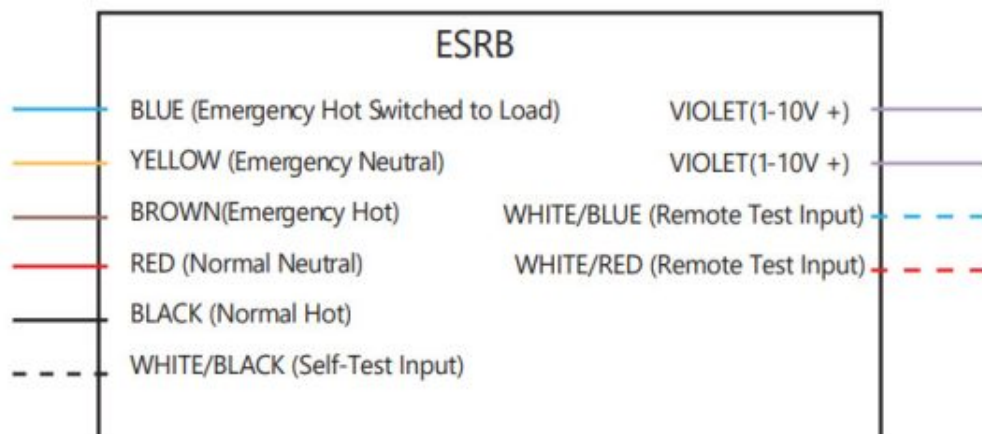 ESRB
BLUE (Emergency Hot Switched to Load)
VIOLET(1-10V +)
YELLOW (Emergency Neutral)
VIOLET(1-10V +)
BROWN(Emergency Hot)
WHITE/BLUE (Remote Test Input)
RED (Normal Neutral)
WHITE/RED (Remote Test Input)
BLACK (Normal Hot)
WHITE/BLACK (Self-Test Input)